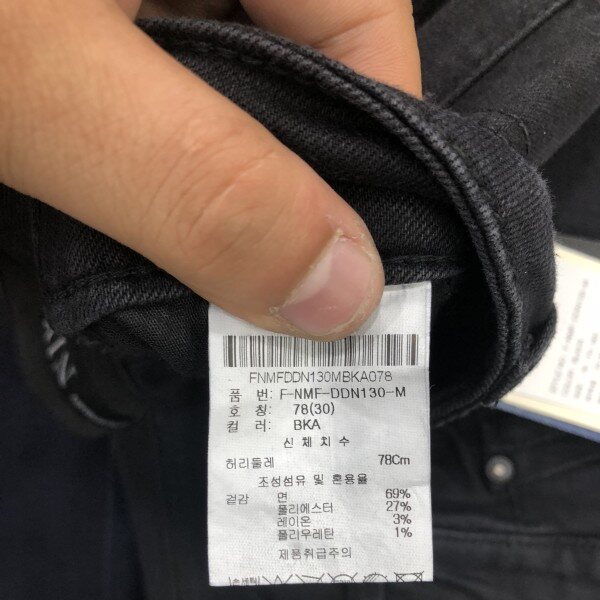 FNMFDDN130MBKA078
품 번: F-NMF-DDN130-M
호 칭: 78(30)
컬 러: BKA
신 체 치 수
허리둘레 78Cm
조성섬유 및 혼용율
겉감 면 69%
폴리에스터 27%
레이온 3%
폴리우레탄 1%
제품취급주의